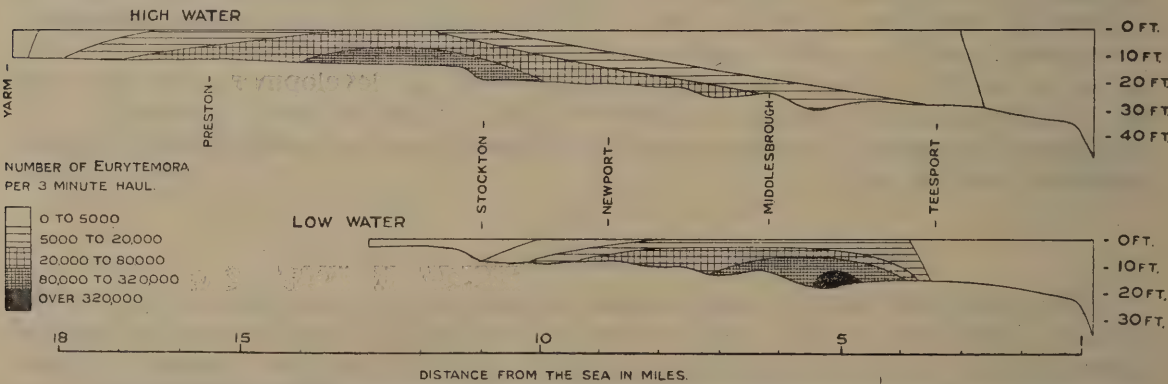 HIGH WATER
- 0 FT.
- 10 FT.
- 20 FT.
- 30 FT.
- 40 FT.
YARM -
PRESTON -
- STOCKTON -
- NEWPORT -
- MIDDLESBROUGH
- TEESPORT -
NUMBER OF EURYTEMORA
PER 3 MINUTE HAUL.
0 TO 5000
5000 TO 20,000
20,000 TO 80000
80,000 TO 320,000
OVER 320,000
LOW WATER
- 0 FT.
- 10 FT.
- 20 FT.
- 30 FT.
18 15 10 5 1
DISTANCE FROM THE SEA IN MILES.